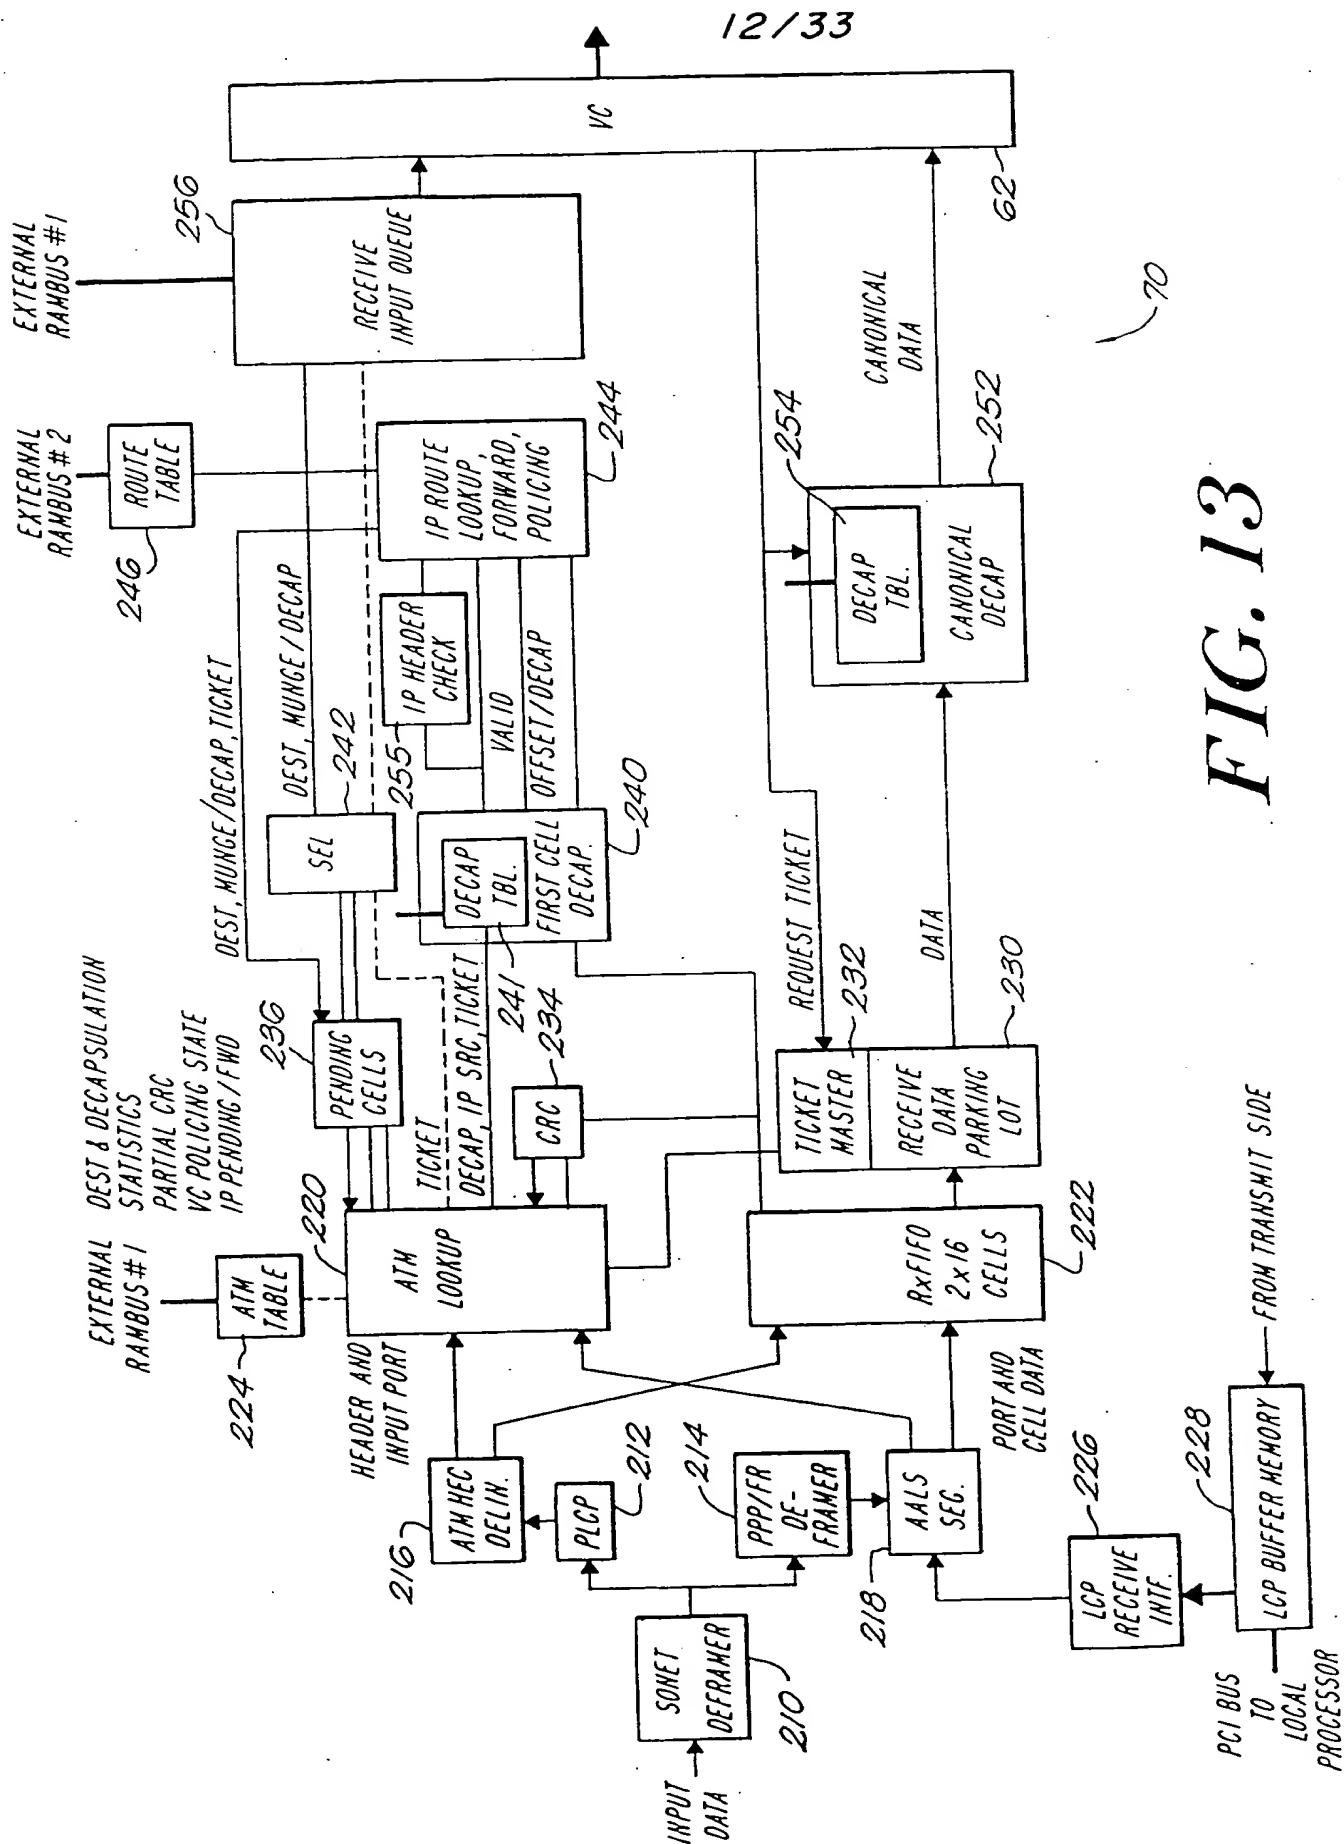 12/33
EXTERNAL
RAMBUS #1
DEST & DECAPSULATION
STATISTICS
PARTIAL CRC
VC POLICING STATE
IP PENDING/FWD
EXTERNAL
RAMBUS #2
EXTERNAL
RAMBUS #1
224
ATM
TABLE
246
ROUTE
TABLE
256
RECEIVE
INPUT QUEUE
VC
62
236
PENDING
CELLS
DEST, MUNGE/DECAP, TICKET
SEL
242
DEST, MUNGE/DECAP
IP ROUTE
LOOKUP,
FORWARD,
POLICING
244
255
IP HEADER
CHECK
VALID
OFFSET/DECAP
HEADER AND
INPUT PORT
220
ATM
LOOKUP
TICKET
DECAP, IP SRC, TICKET
241
DECAP
TBL.
FIRST CELL
DECAP.
240
CRC
234
216
ATM HEC
DELIN.
PLCP
212
INPUT
DATA
SONET
DEFRAMER
210
214
PPP/FR
DE-
FRAMER
218
AALS
SEG.
PORT AND
CELL DATA
RxFIFO
2x16
CELLS
222
TICKET
MASTER
232
REQUEST TICKET
RECEIVE
DATA
PARKING
LOT
230
DATA
254
DECAP
TBL.
CANONICAL
DECAP
252
CANONICAL
DATA
70
LCP
RECEIVE
INTF.
226
PCI BUS
TO
LOCAL
PROCESSOR
LCP BUFFER MEMORY
228
FROM TRANSMIT SIDE
FIG. 13